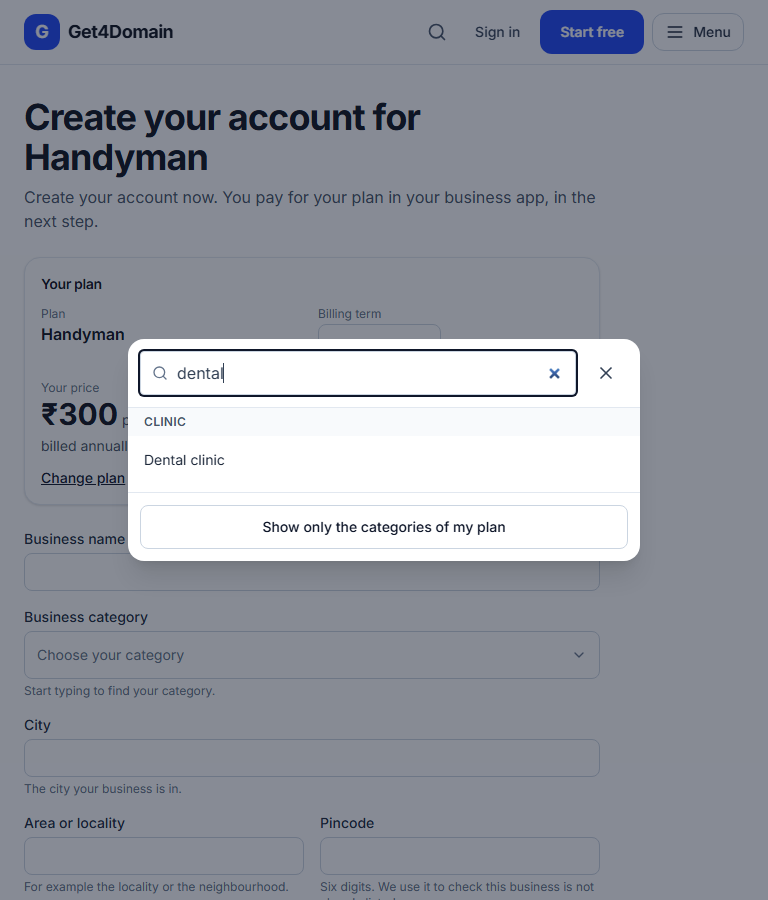 G Get4Domain
Sign in
Start free
Menu
Create your account for
Handyman
Create your account now. You pay for your plan in your business app, in the
next step.
Your plan
Plan
Billing term
Handyman
dental
CLINIC
Dental clinic
Show only the categories of my plan
Your price
₹300
billed annuall
Change plan
Business name
Business category
Choose your category
Start typing to find your category.
City
The city your business is in.
Area or locality
Pincode
For example the locality or the neighbourhood.
Six digits. We use it to check this business is not